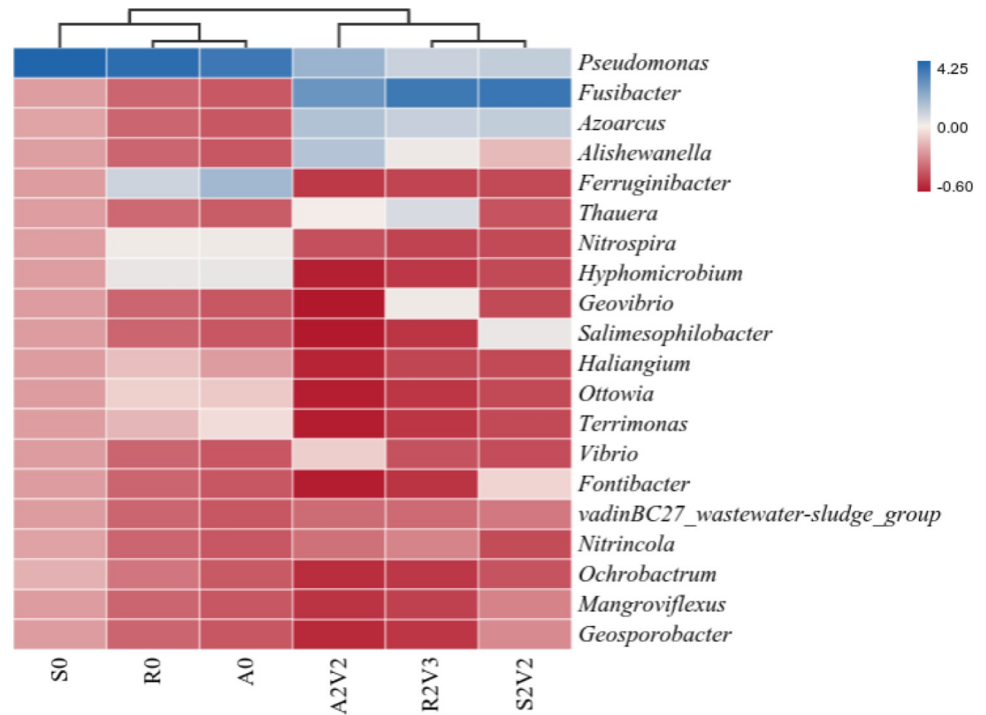 Pseudomonas
Fusibacter
Azoarcus
Alishewanella
Ferruginibacter
Thauera
Nitrospira
Hyphomicrobium
Geovibrio
Salimesophilobacter
Haliangium
Ottowia
Terrimonas
Vibrio
Fontibacter
vadinBC27_wastewater-sludge_group
Nitrincola
Ochrobactrum
Mangroviflexus
Geosporobacter
4.25
0.00
-0.60
S0
R0
A0
A2V2
R2V3
S2V2